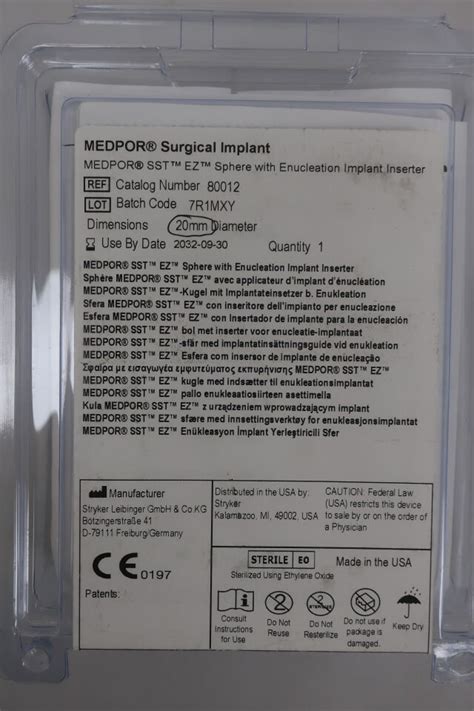 MEDPOR® Surgical Implant
MEDPOR® SST™ EZ™ Sphere with Enucleation Implant Inserter
REF Catalog Number 80012
LOT Batch Code 7R1MXY
Dimensions 20mm Diameter
Use By Date 2032-09-30 Quantity 1
MEDPOR® SST™ EZ™ Sphere with Enucleation Implant Inserter
Sphère MEDPOR® SST™ EZ™ avec applicateur d'implant d'énucléation
MEDPOR® SST™ EZ™-Kugel mit Implantateinsetzer b. Enukleation
Sfera MEDPOR® SST™ EZ™ con inseritore dell'impianto per enucleazione
Esfera MEDPOR® SST™ EZ™ con Insertador de implante para la enucleación
MEDPOR® SST™ EZ™ bol met inserter voor enucleatie-implantaat
MEDPOR® SST™ EZ™-sfär med implantatinsättningsguide vid enukleation
MEDPOR® SST™ EZ™ Esfera com insersor de implante de enucleação
Σφαίρα με εισαγωγέα εμφυτεύματος εκπυρήνισης MEDPOR® SST™ EZ™
MEDPOR® SST™ EZ™ kugle med indsætter til enukleationsimplantat
MEDPOR® SST™ EZ™ pallo enukleaatiosiirteen asettimella
Kula MEDPOR® SST™ EZ™ z urządzeniem wprowadzającym implant
MEDPOR® SST™ EZ™ sfære med innsettingsverktøy for enukleasjonsimplantat
MEDPOR® SST™ EZ™ Enükleasyon İmplant Yerleştiricili Sfer
Manufacturer
Stryker Leibinger GmbH & Co KG
Bötzingerstraße 41
D-79111 Freiburg/Germany
CE 0197
Patents:
Distributed in the USA by:
Stryker
Kalamazoo, MI, 49002, USA
CAUTION: Federal Law
(USA) restricts this device
to sale by or on the order of
a Physician
STERILE EO
Made in the USA
Sterilized Using Ethylene Oxide
Consult
Instructions
for Use
Do Not
Reuse
2
STERILIZE
Do Not
Resterilize
Do not use if
Package is
damaged.
Keep Dry